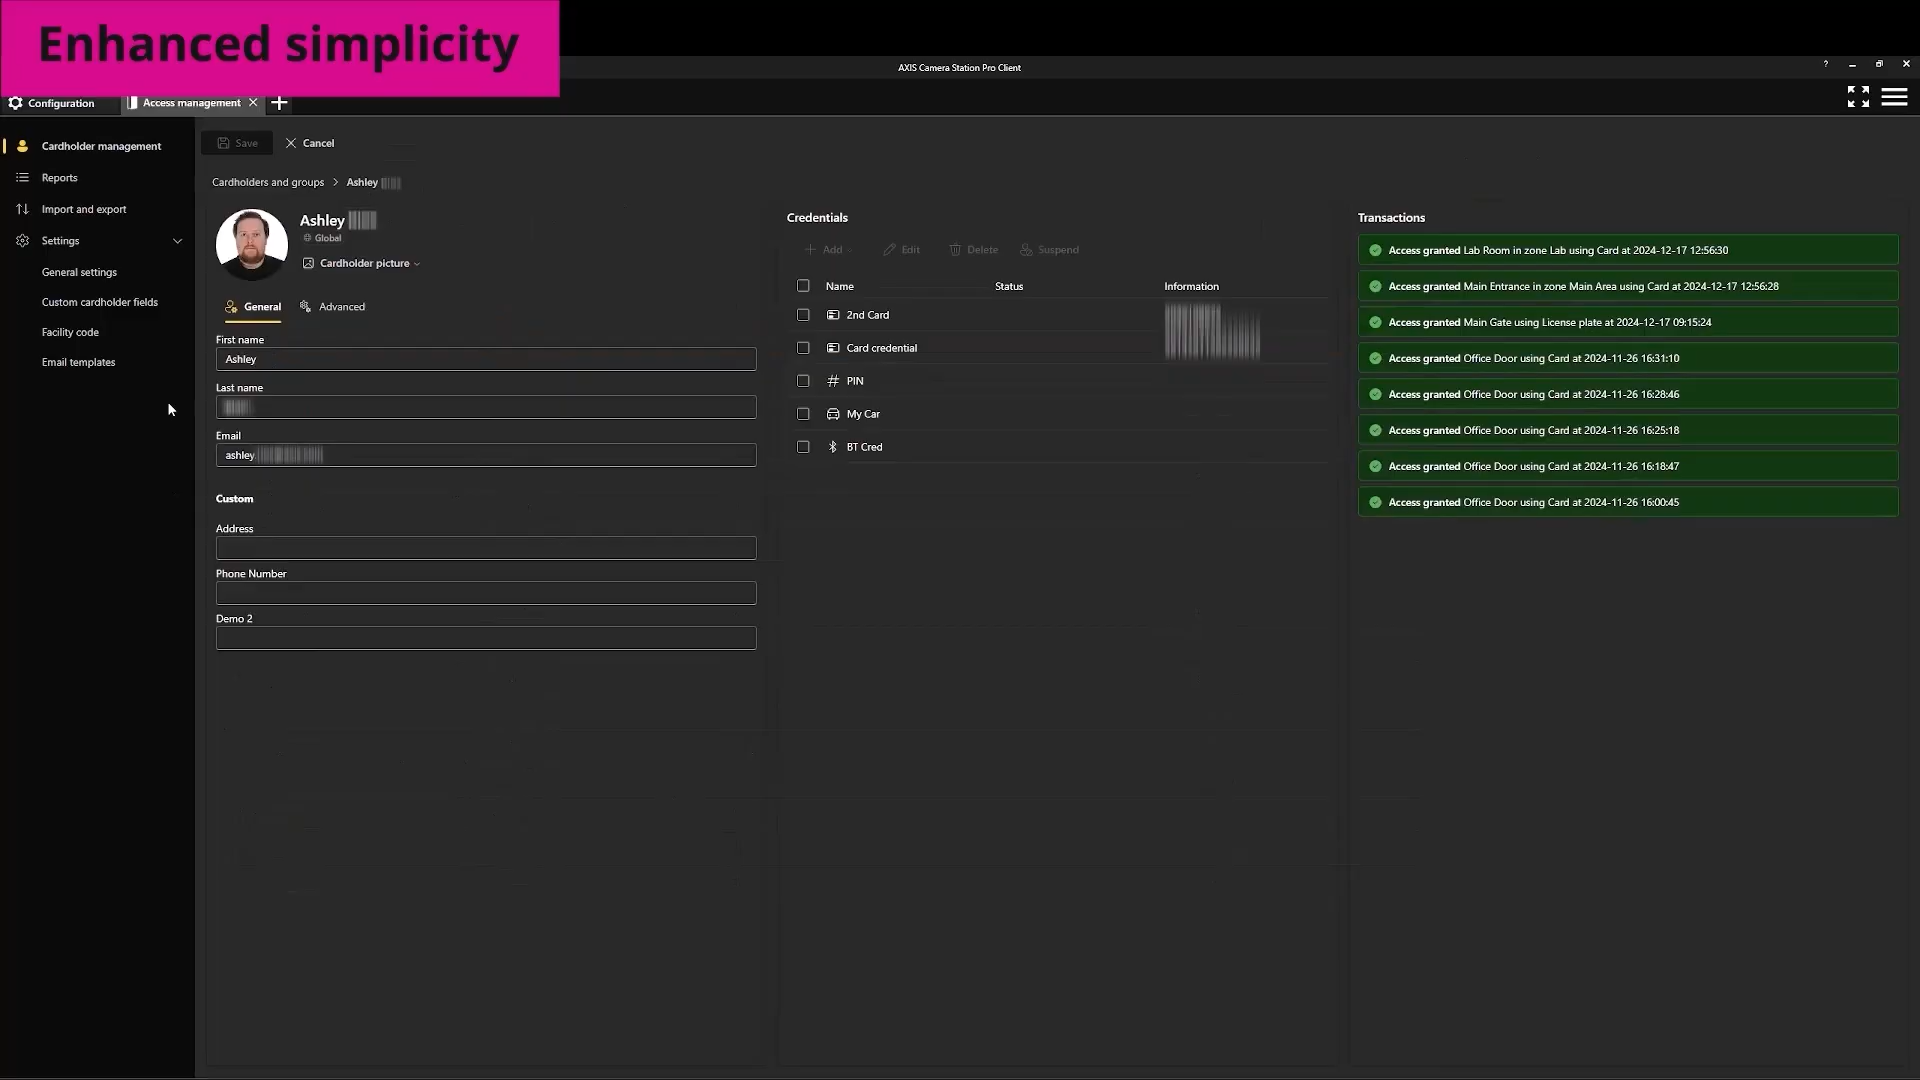 Enhanced simplicity
AXIS Camera Station Pro Client
?
Configuration
Access management
Cardholder management
Reports
Import and export
Settings
General settings
Custom cardholder fields
Facility code
Email templates
Save
Cancel
Cardholders and groups > Ashley
Ashley
Global
Cardholder picture
General
Advanced
First name
Ashley
Last name
Email
ashley
Custom
Address
Phone Number
Demo 2
Credentials
Add
Edit
Delete
Suspend
Name Status Information
2nd Card
Card credential
# PIN
My Car
BT Cred
Transactions
Access granted Lab Room in zone Lab using Card at 2024-12-17 12:56:30
Access granted Main Entrance in zone Main Area using Card at 2024-12-17 12:56:28
Access granted Main Gate using License plate at 2024-12-17 09:15:24
Access granted Office Door using Card at 2024-11-26 16:31:10
Access granted Office Door using Card at 2024-11-26 16:28:46
Access granted Office Door using Card at 2024-11-26 16:25:18
Access granted Office Door using Card at 2024-11-26 16:18:47
Access granted Office Door using Card at 2024-11-26 16:00:45